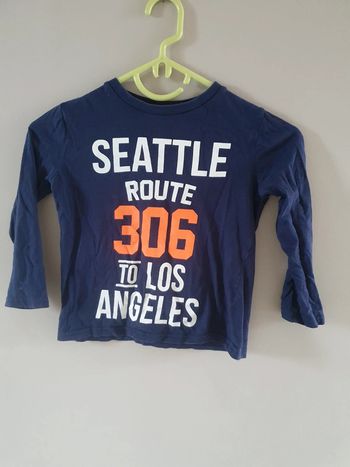 SEATTLE
ROUTE
306
TO LOS
ANGELES